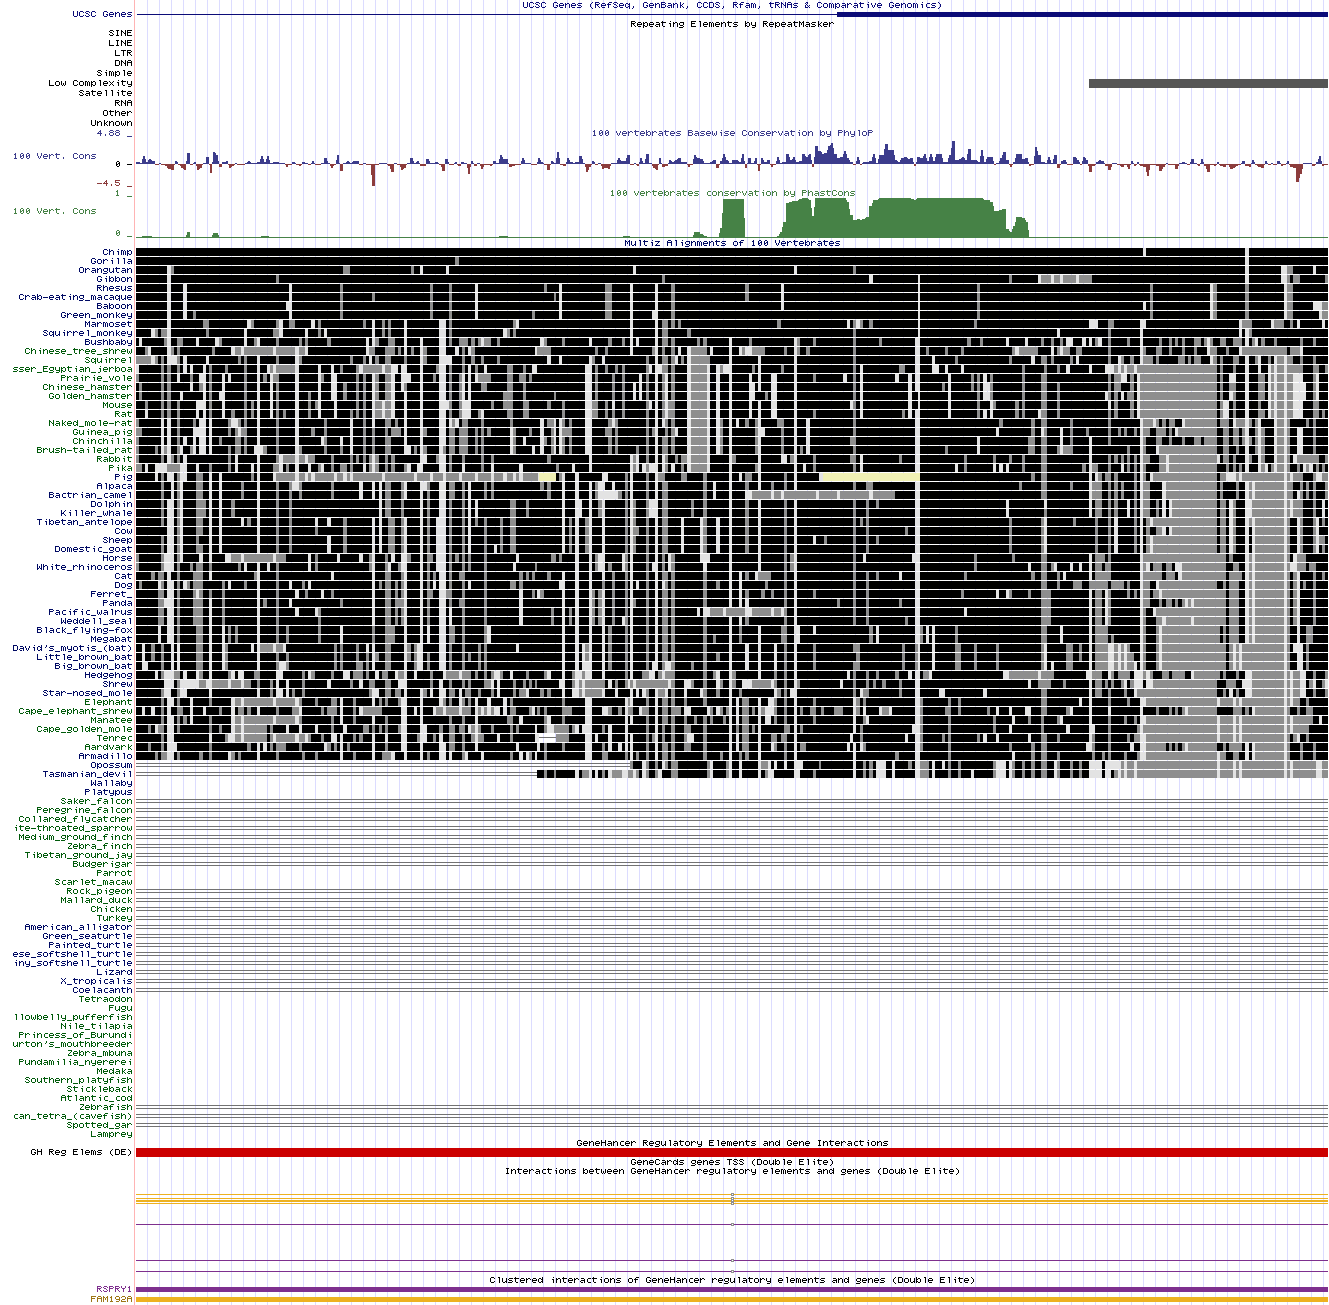 UCSC Genes (RefSeq, GenBank, CCDS, Rfam, tRNAs & Comparative Genomics)
UCSC Genes
Repeating Elements by RepeatMasker
SINE
LINE
LTR
DNA
Simple
Low Complexity
Satellite
RNA
Other
Unknown
4.88 _
100 vertebrates Basewise Conservation by PhyloP
100 Vert. Cons
0 _
-4.5 _
100 vertebrates conservation by PhastCons
1 _
100 Vert. Cons
0 _
Multiz Alignments of 100 Vertebrates
Chimp
Gorilla
Orangutan
Gibbon
Rhesus
Crab-eating_macaque
Baboon
Green_monkey
Marmoset
Squirrel_monkey
Bushbaby
Chinese_tree_shrew
Squirrel
sser_Egyptian_jerboa
Prairie_vole
Chinese_hamster
Golden_hamster
Mouse
Rat
Naked_mole-rat
Guinea_pig
Chinchilla
Brush-tailed_rat
Rabbit
Pika
Pig
Alpaca
Bactrian_camel
Dolphin
Killer_whale
Tibetan_antelope
Cow
Sheep
Domestic_goat
Horse
White_rhinoceros
Cat
Dog
Ferret_
Panda
Pacific_walrus
Weddell_seal
Black_flying-fox
Megabat
David's_myotis_(bat)
Little_brown_bat
Big_brown_bat
Hedgehog
Shrew
Star-nosed_mole
Elephant
Cape_elephant_shrew
Manatee
Cape_golden_mole
Tenrec
Aardvark
Armadillo
Opossum
Tasmanian_devil
Wallaby
Platypus
Saker_falcon
Peregrine_falcon
Collared_flycatcher
ite-throated_sparrow
Medium_ground_finch
Zebra_finch
Tibetan_ground_jay
Budgerigar
Parrot
Scarlet_macaw
Rock_pigeon
Mallard_duck
Chicken
Turkey
American_alligator
Green_seaturtle
Painted_turtle
ese_softshell_turtle
iny_softshell_turtle
Lizard
X_tropicalis
Coelacanth
Tetraodon
Fugu
llowbelly_pufferfish
Nile_tilapia
Princess_of_Burundi
urton's_mouthbreeder
Zebra_mbuna
Pundamilia_nyererei
Medaka
Southern_platyfish
Stickleback
Atlantic_cod
Zebrafish
can_tetra_(cavefish)
Spotted_gar
Lamprey
GeneHancer Regulatory Elements and Gene Interactions
GH Reg Elems (DE)
GeneCards genes TSS (Double Elite)
Interactions between GeneHancer regulatory elements and genes (Double Elite)
Clustered interactions of GeneHancer regulatory elements and genes (Double Elite)
RSPRY1
FAM192A